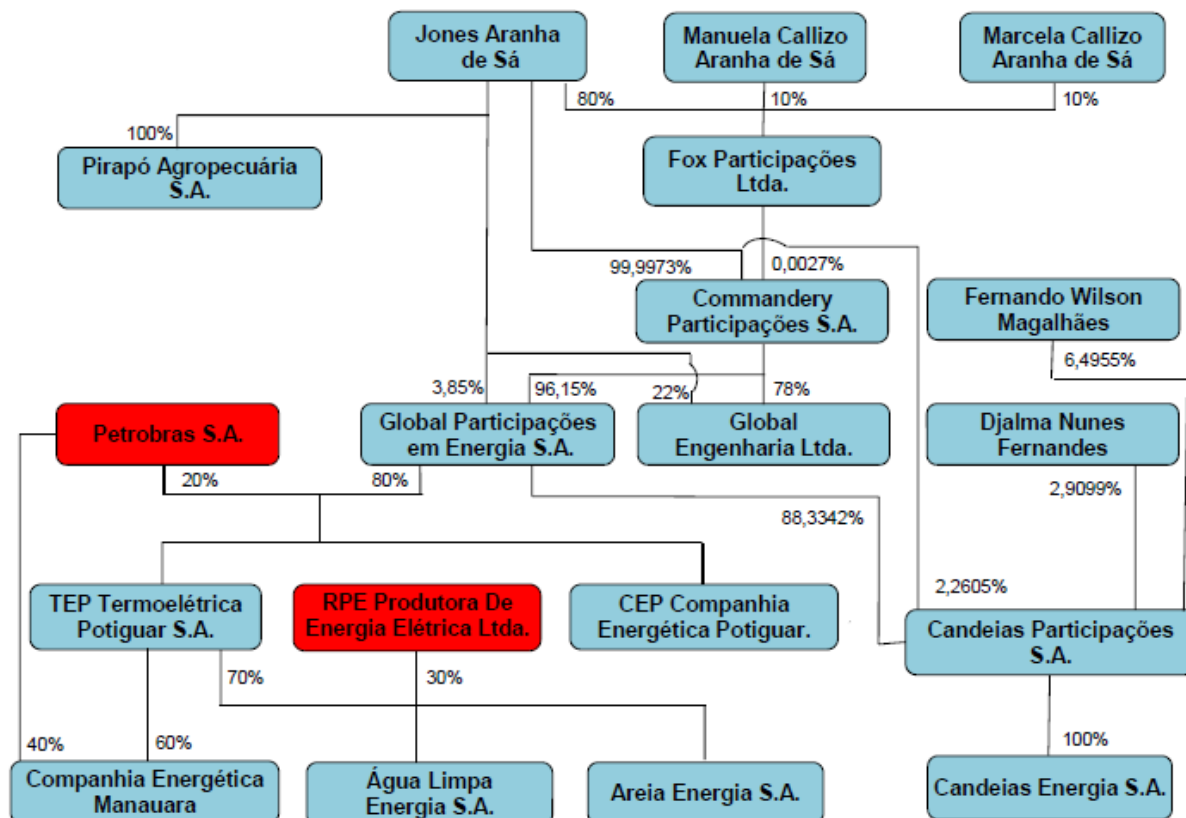 Jones Aranha
de Sá
Manuela Callizo
Aranha de Sá
Marcela Callizo
Aranha de Sá
80%
10%
10%
100%
Pirapó Agropecuária
S.A.
Fox Participações
Ltda.
99,9973%
0,0027%
Commandery
Participações S.A.
Fernando Wilson
Magalhães
6,4955%
3,85%
96,15%
22%
78%
Petrobras S.A.
Global Participações
em Energia S.A.
Global
Engenharia Ltda.
Djalma Nunes
Fernandes
20%
80%
2,9099%
88,3342%
2,2605%
TEP Termoelétrica
Potiguar S.A.
RPE Produtora De
Energia Elétrica Ltda.
CEP Companhia
Energética Potiguar.
Candeias Participações
S.A.
70%
30%
40%
60%
100%
Companhia Energética
Manauara
Água Limpa
Energia S.A.
Areia Energia S.A.
Candeias Energia S.A.